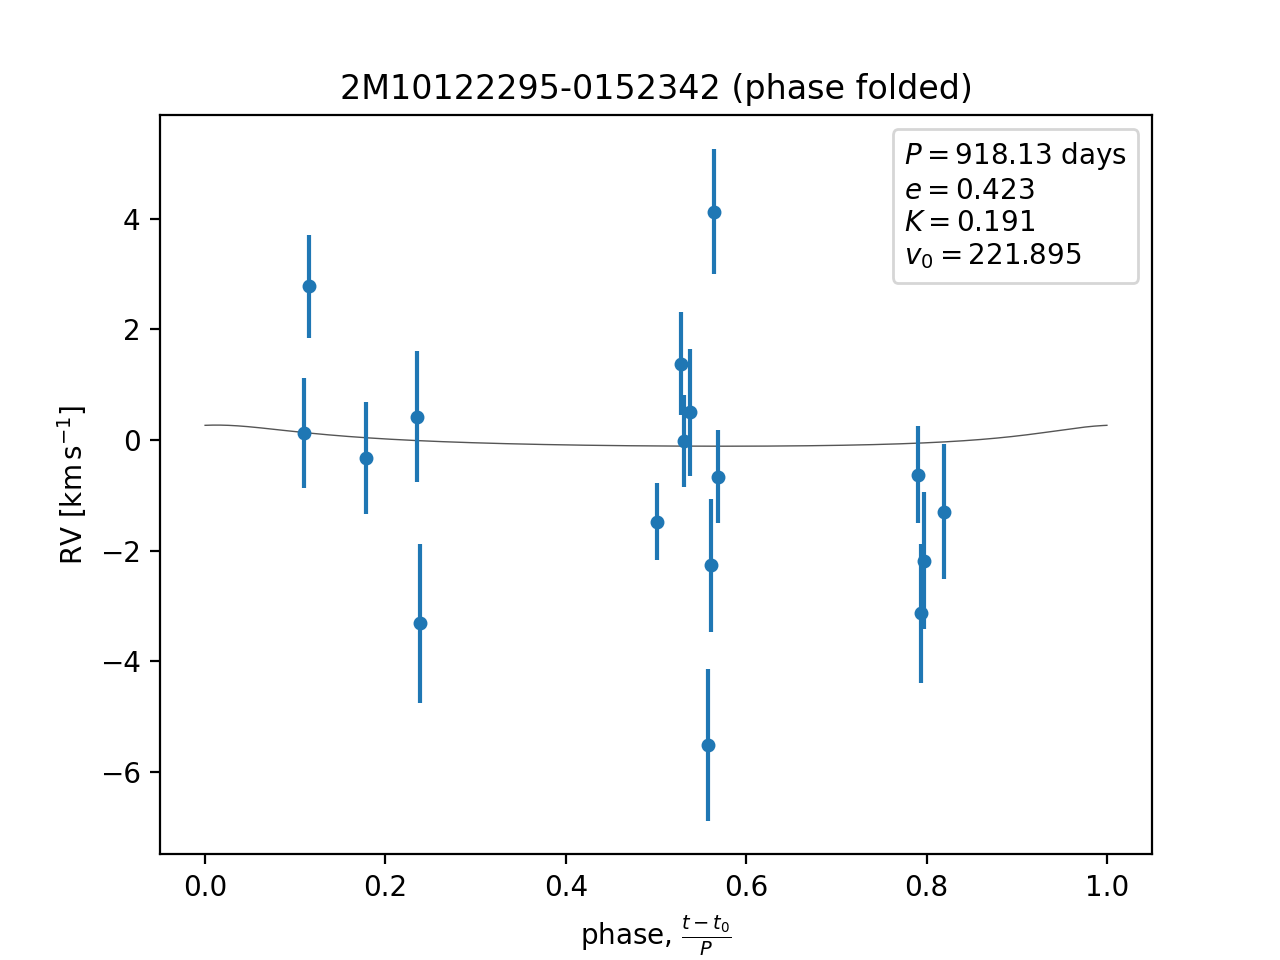 2M10122295-0152342 (phase folded)
P = 918.13 days
e = 0.423
K = 0.191
v₀ = 221.895
RV [km s⁻¹]
4
2
0
−2
−4
−6
0.0 0.2 0.4 0.6 0.8 1.0
phase, (t − t₀)/P